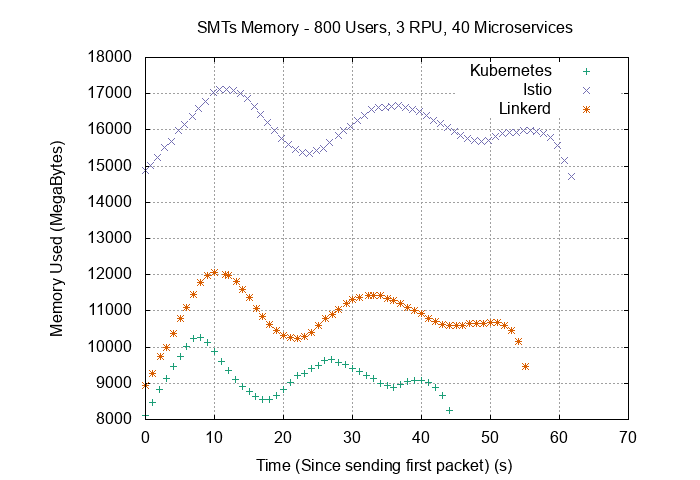 SMTs Memory - 800 Users, 3 RPU, 40 Microservices
18000
17000
16000
15000
14000
13000
12000
11000
10000
9000
8000
Memory Used (MegaBytes)
Kubernetes
Istio
Linkerd
0 10 20 30 40 50 60 70
Time (Since sending first packet) (s)